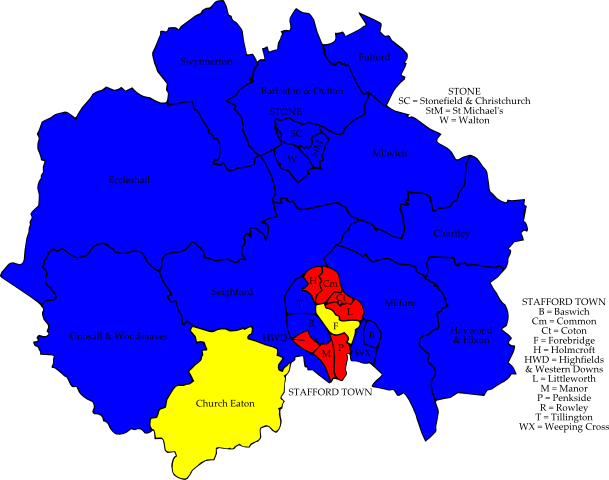 Swynnerton
Fulford
Barlaston & Oulton
STONE
SC
StM
W
STONE
SC = Stonefield & Christchurch
StM = St Michael's
W = Walton
Milwich
Eccleshall
Chartley
Seighford
H
Cm
Ct
L
T
F
R
B
HWD
M
P
WX
Milford
Gnosall & Woodseaves
Haywood
& Hixon
Church Eaton
STAFFORD TOWN
STAFFORD TOWN
B = Baswich
Cm = Common
Ct = Coton
F = Forebridge
H = Holmcroft
HWD = Highfields
& Western Downs
L = Littleworth
M = Manor
P = Penkside
R = Rowley
T = Tillington
WX = Weeping Cross